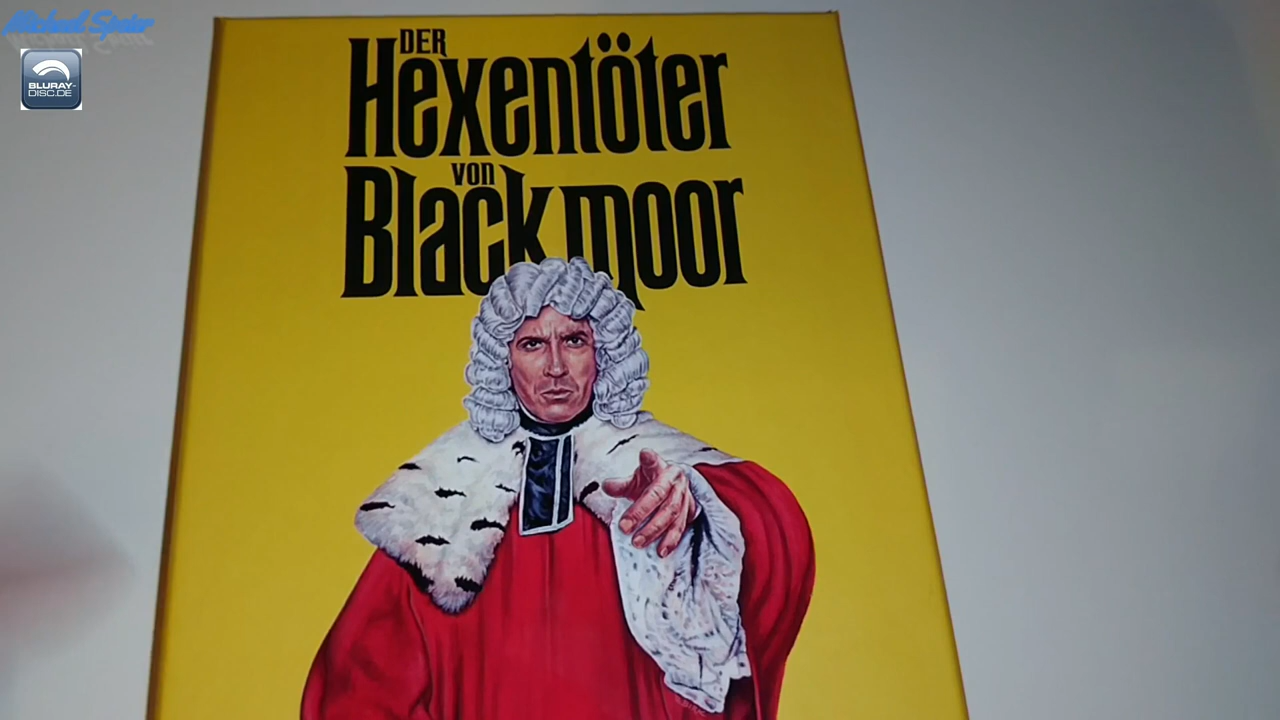 Michael Speier
BLURAY-
DISC.DE
DER
Hexentöter
von
Blackmoor